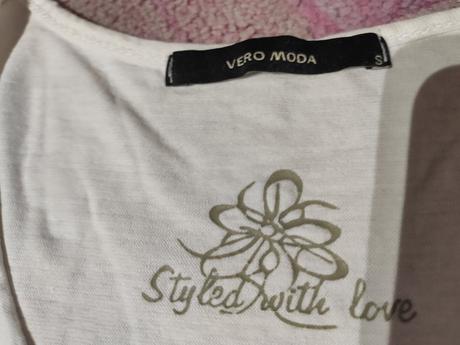 VERO MODA
S
Styled with love